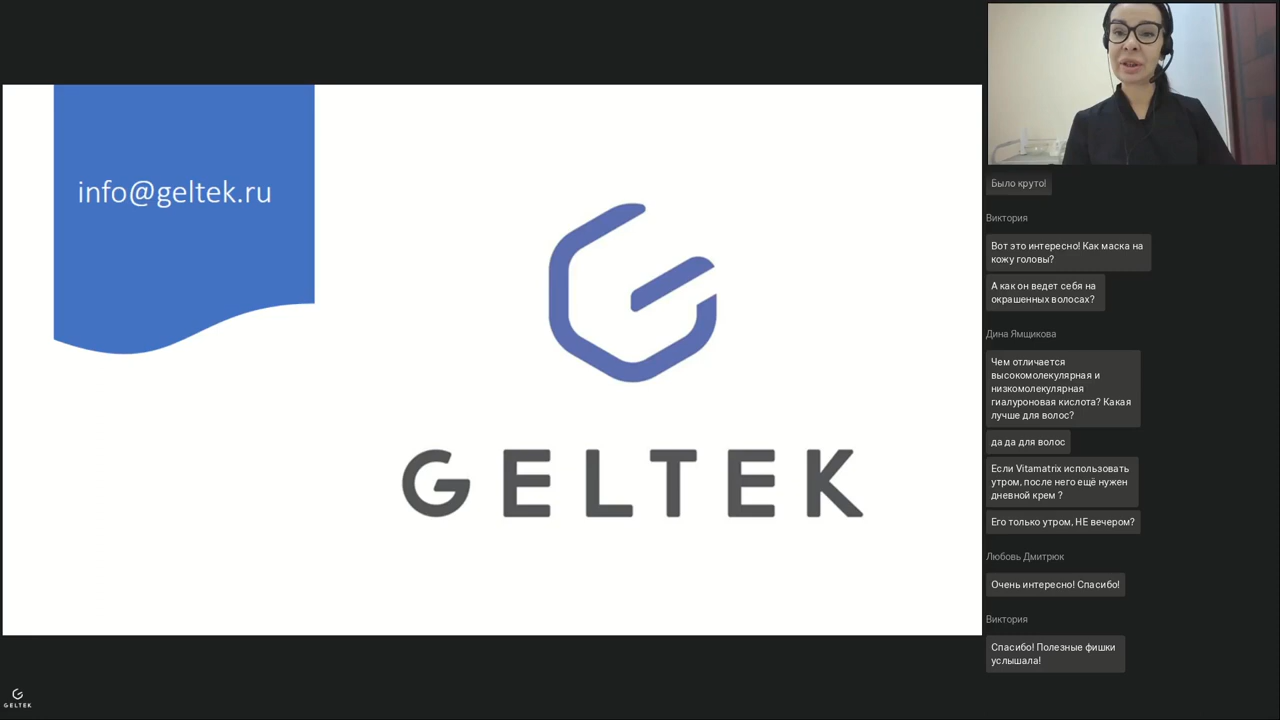 info@geltek.ru
GELTEK
Было круто!
Виктория
Вот это интересно! Как маска на
кожу головы?
А как он ведет себя на
окрашенных волосах?
Дина Ямщикова
Чем отличается
высокомолекулярная и
низкомолекулярная
гиалуроновая кислота? Какая
лучше для волос?
да да для волос
Если Vitamatrix использовать
утром, после него ещё нужен
дневной крем ?
Его только утром, НЕ вечером?
Любовь Дмитрюк
Очень интересно! Спасибо!
Виктория
Спасибо! Полезные фишки
услышала!
GELTEK